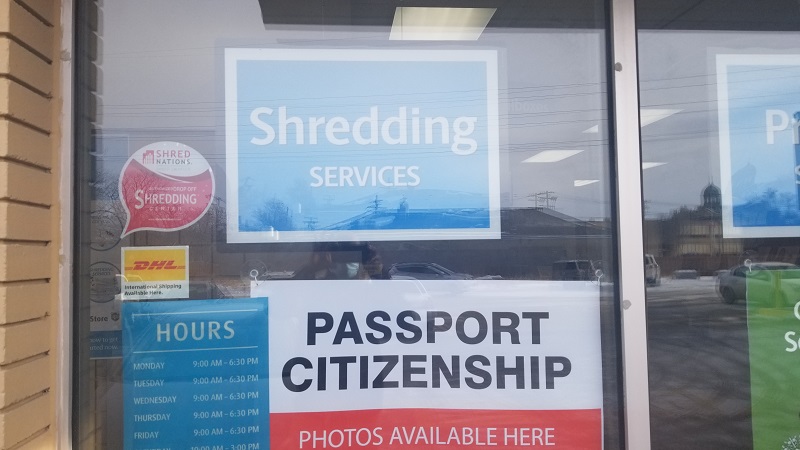 Shredding
SERVICES
SHRED
NATIONS
SHREDDING
CENTER
DHL
International Shipping
Available Here.
Store
HOURS
MONDAY 9:00 AM - 6:30 PM
TUESDAY 9:00 AM - 6:30 PM
WEDNESDAY 9:00 AM - 6:30 PM
THURSDAY 9:00 AM - 6:30 PM
FRIDAY 9:00 AM - 6:30 PM
PASSPORT
CITIZENSHIP
PHOTOS AVAILABLE HERE